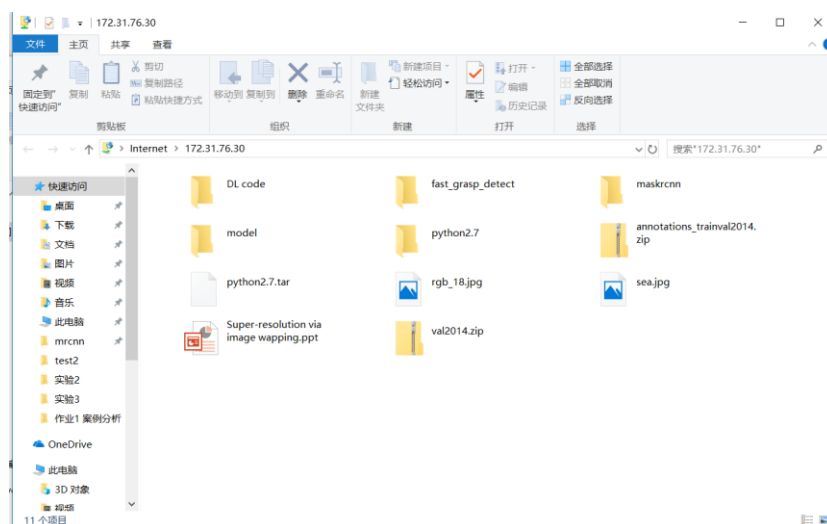 172.31.76.30
文件 主页 共享 查看
固定到"快速访问"
复制
粘贴
剪切
复制路径
粘贴快捷方式
移动到 复制到 删除 重命名
新建文件夹
新建项目
轻松访问
属性
打开
编辑
历史记录
全部选择
全部取消
反向选择
剪贴板 组织 新建 打开 选择
Internet > 172.31.76.30
搜索"172.31.76.30"
快速访问
桌面
下载
文档
图片
视频
音乐
此电脑
mrcnn
test2
实验2
实验3
作业1 案例分析
OneDrive
此电脑
3D 对象
视频
DL code fast_grasp_detect maskrcnn
model python2.7 annotations_trainval2014.
zip
python2.7.tar rgb_18.jpg sea.jpg
Super-resolution via
image wapping.ppt
val2014.zip
11 个项目